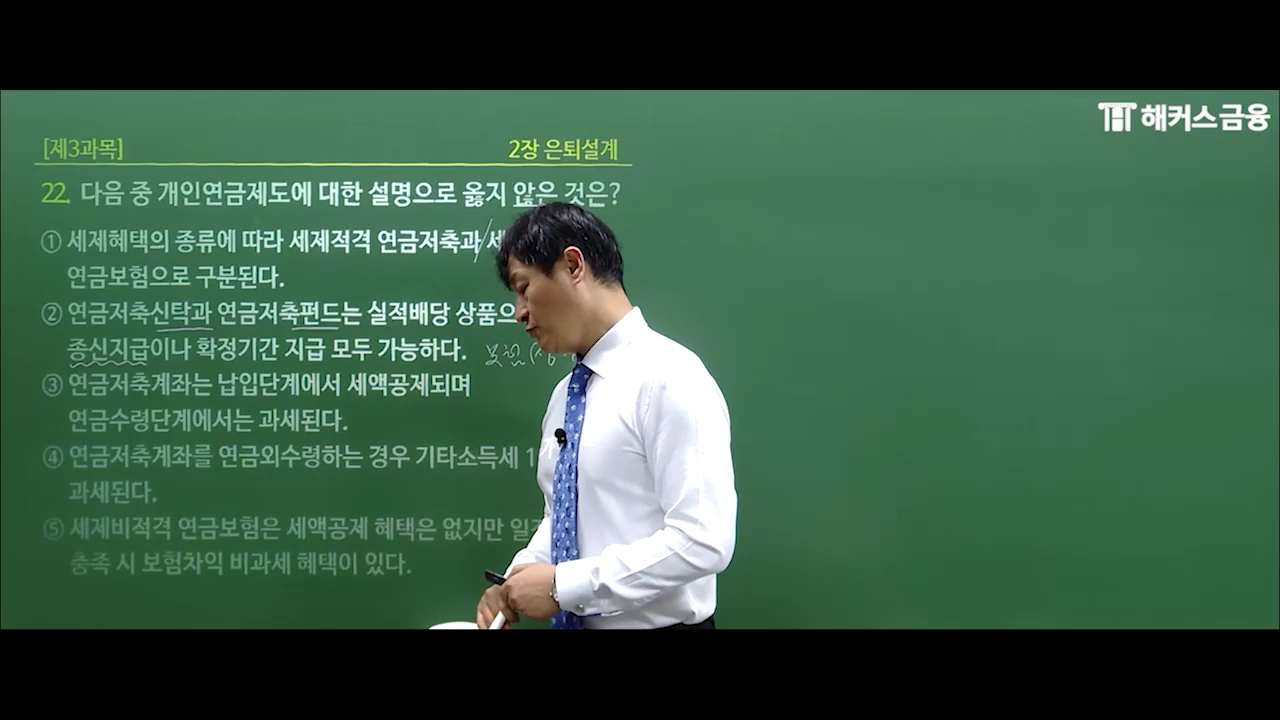 해커스금융
[제3과목] 2장 은퇴설계
22. 다음 중 개인연금제도에 대한 설명으로 옳지 않은 것은?
① 세제혜택의 종류에 따라 세제적격 연금저축과
연금보험으로 구분된다.
② 연금저축신탁과 연금저축펀드는 실적배당 상품으
종신지급이나 확정기간 지급 모두 가능하다.
③ 연금저축계좌는 납입단계에서 세액공제되며
연금수령단계에서는 과세된다.
④ 연금저축계좌를 연금외수령하는 경우 기타소득세 1
과세된다.
⑤ 세제비적격 연금보험은 세액공제 혜택은 없지만
충족 시 보험차익 비과세 혜택이 있다.